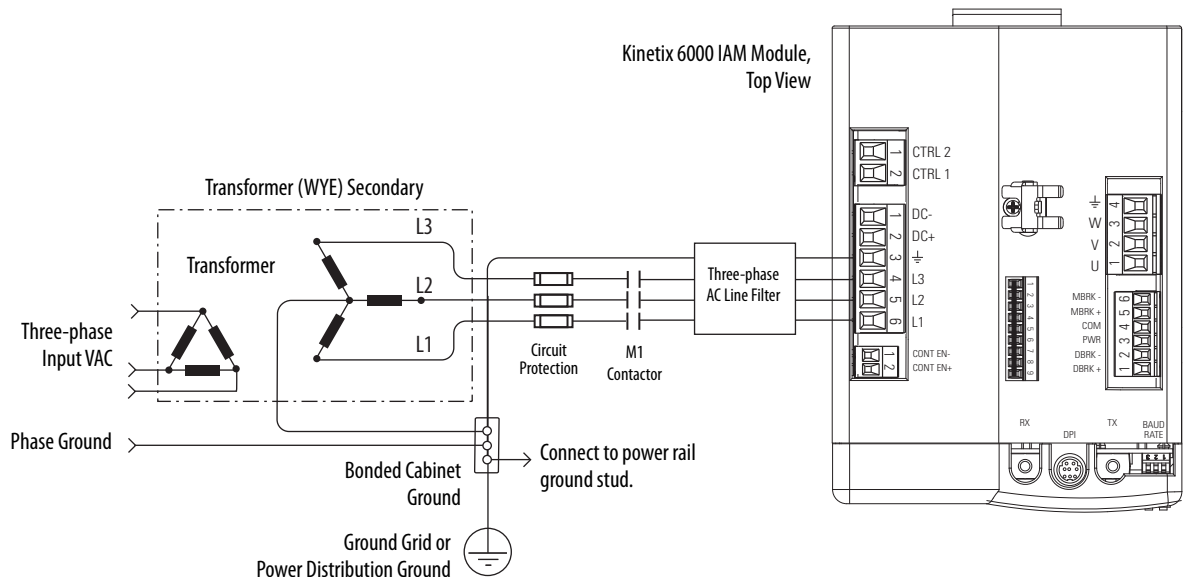 Kinetix 6000 IAM Module,
Top View
Transformer (WYE) Secondary
Transformer
L3
L2
L1
Three-phase
Input VAC
Phase Ground
Circuit
Protection
M1
Contactor
Three-phase
AC Line Filter
Bonded Cabinet
Ground
Connect to power rail
ground stud.
Ground Grid or
Power Distribution Ground
1 CTRL 2
2 CTRL 1
1 DC-
2 DC+
3
4 L3
5 L2
6 L1
1 CONT EN-
2 CONT EN+
1
2
3
4
5
6
7
8
9
4
W 3
V 2
U 1
MBRK - 6
MBRK + 5
COM 4
PWR 3
DBRK - 2
DBRK + 1
RX
DPI
TX
BAUD
RATE
3 2 1